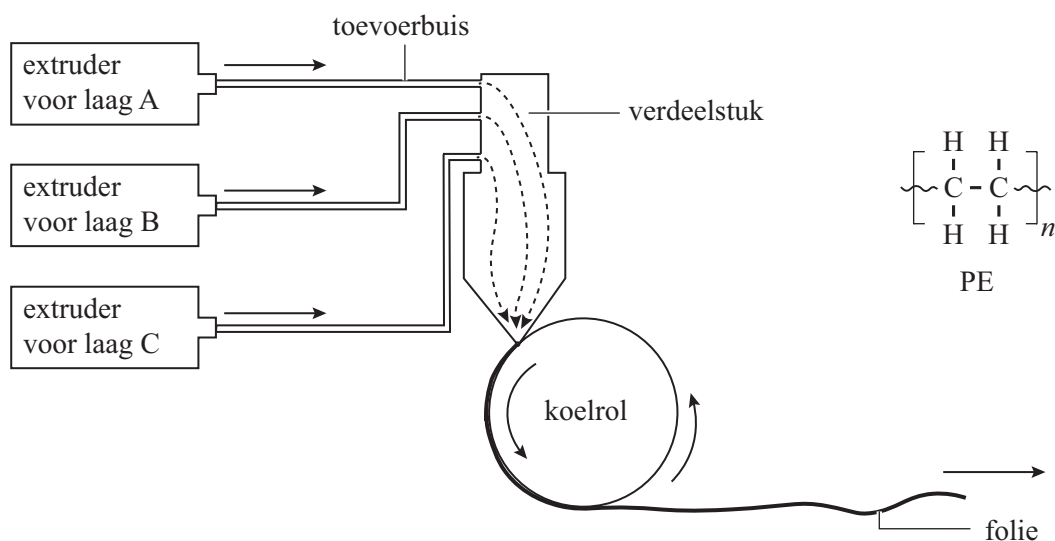 toevoerbuis
extruder
voor laag A
verdeelstuk
extruder
voor laag B
extruder
voor laag C
H H
C C
H H
n
PE
koelrol
folie